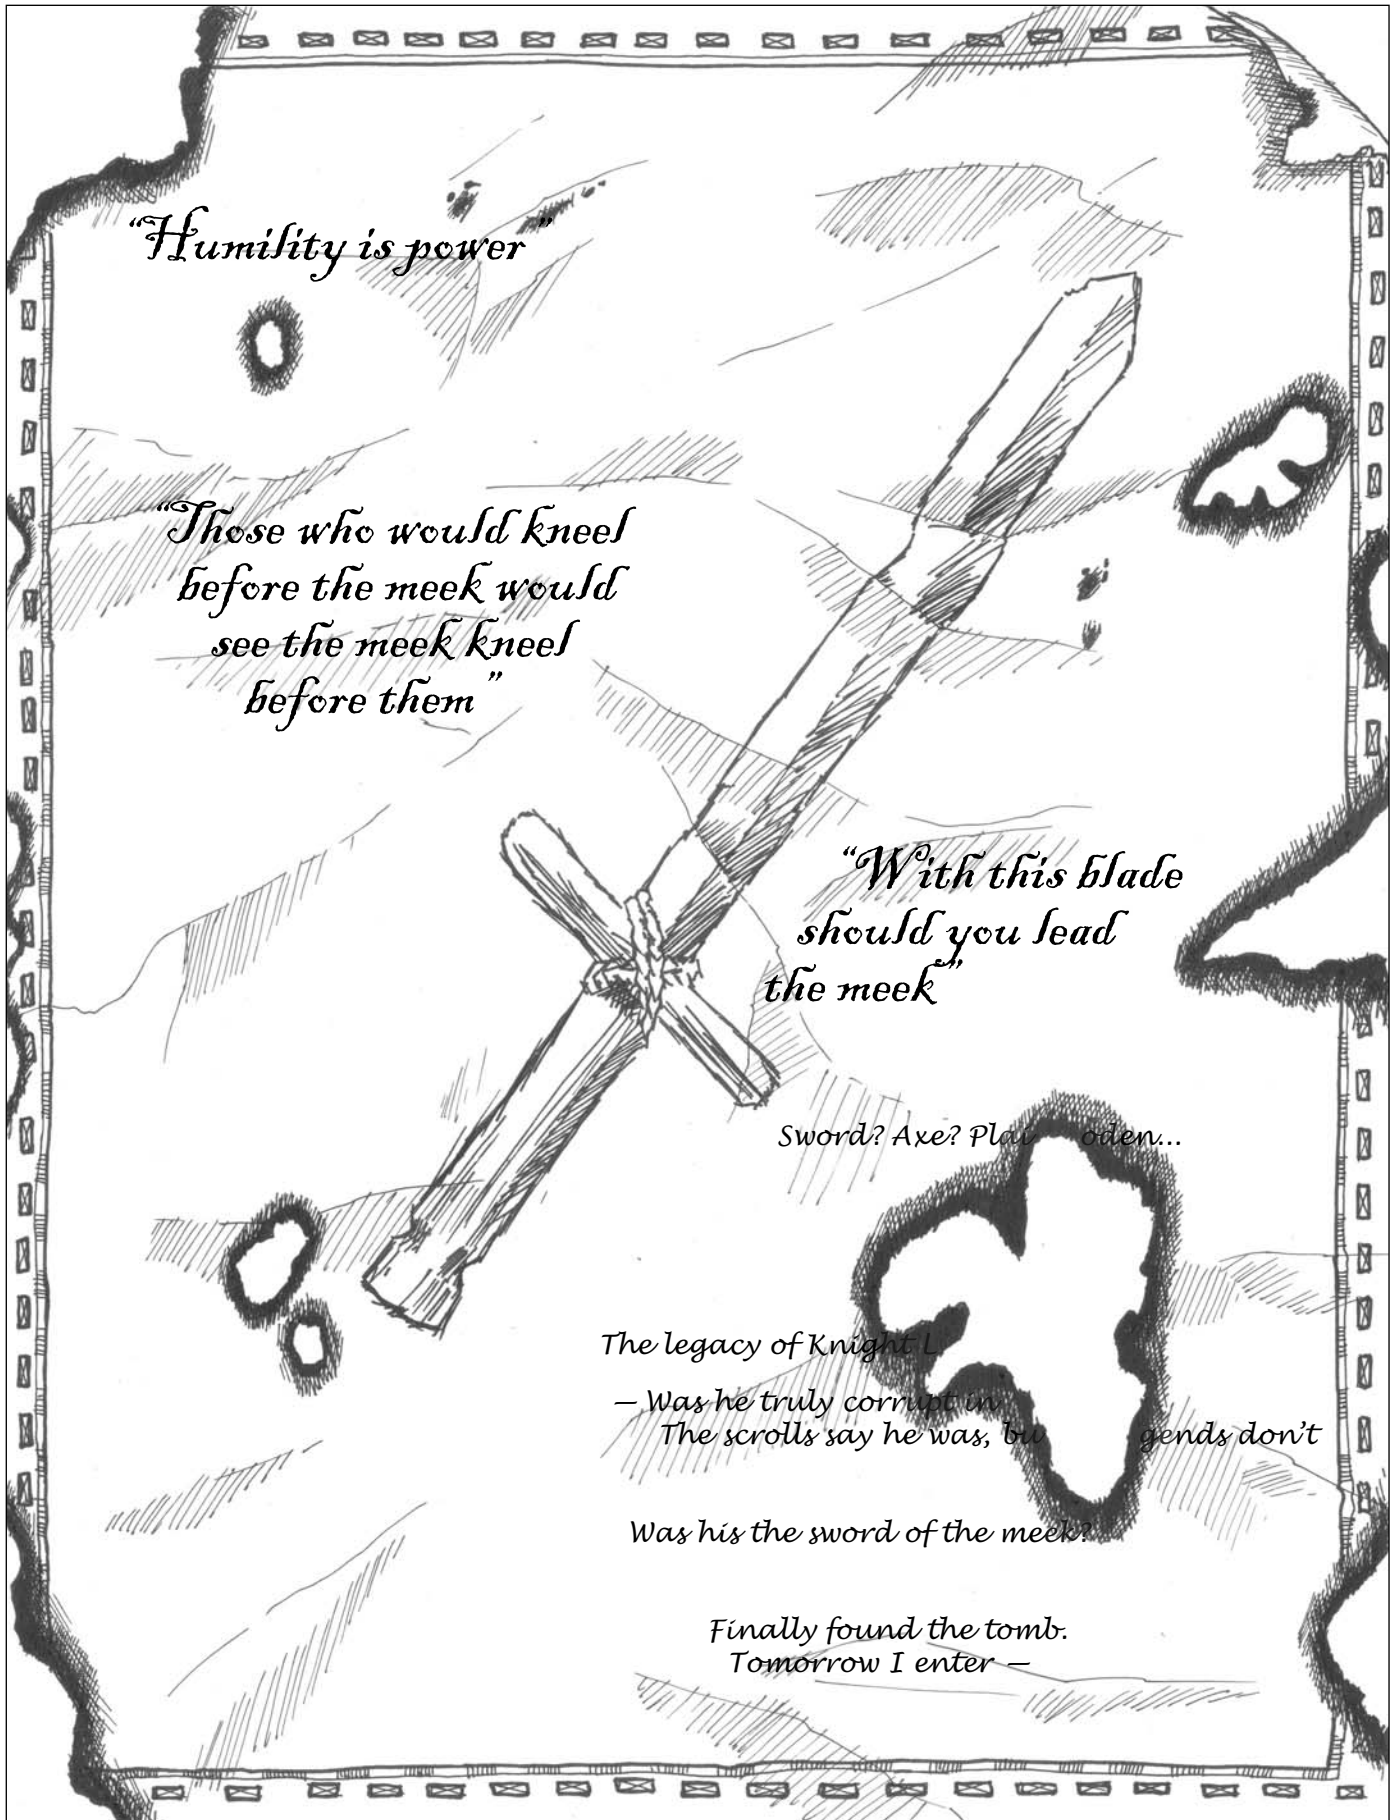 “Humility is power”
“Those who would kneel
before the meek would
see the meek kneel
before them”
“With this blade
should you lead
the meek”
Sword? Axe? Plai oden...
The legacy of Knight L
— Was he truly corrupt in
The scrolls say he was, bu gends don’t
Was his the sword of the meek?
Finally found the tomb.
Tomorrow I enter —